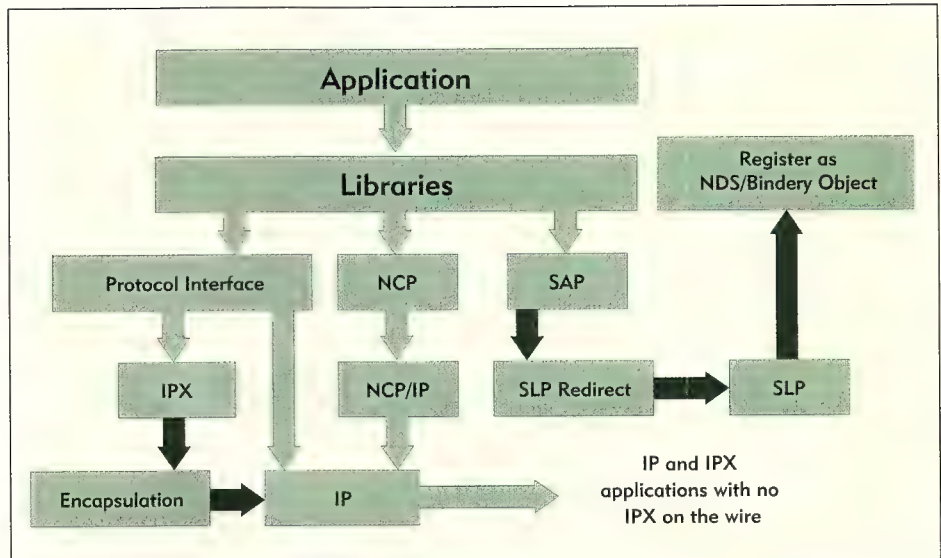 Application
Libraries
Register as
NDS/Bindery Object
Protocol Interface
NCP
SAP
IPX
NCP/IP
SLP Redirect
SLP
Encapsulation
IP
IP and IPX
applications with no
IPX on the wire